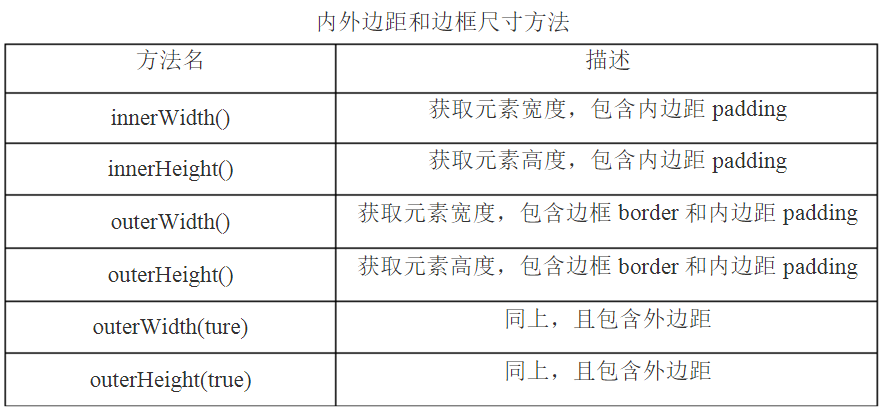 内外边距和边框尺寸方法
方法名 描述
innerWidth() 获取元素宽度，包含内边距 padding
innerHeight() 获取元素高度，包含内边距 padding
outerWidth() 获取元素宽度，包含边框 border 和内边距 padding
outerHeight() 获取元素高度，包含边框 border 和内边距 padding
outerWidth(ture) 同上，且包含外边距
outerHeight(true) 同上，且包含外边距